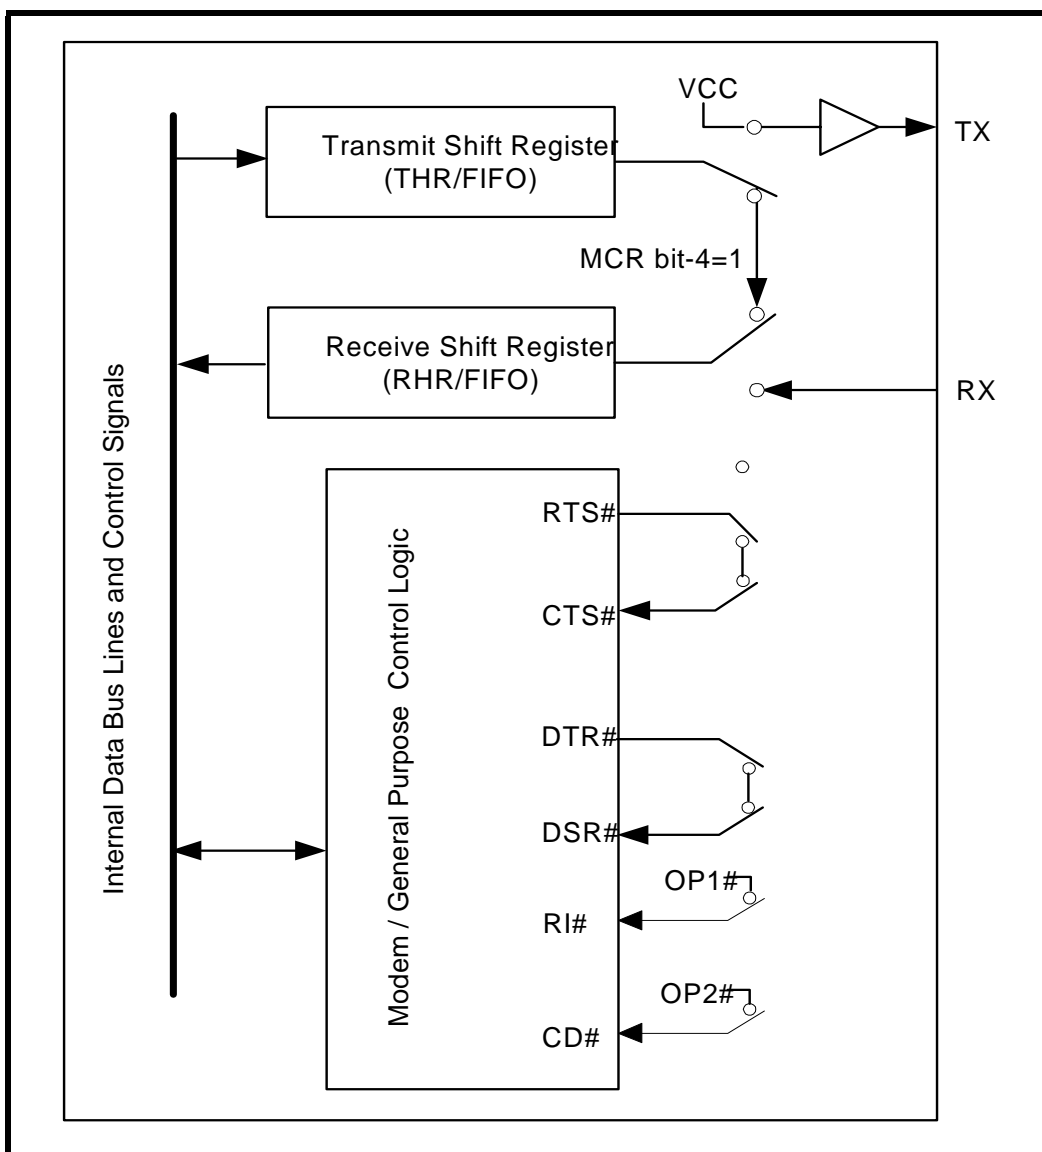 VCC
TX
Transmit Shift Register
(THR/FIFO)
MCR bit-4=1
Receive Shift Register
(RHR/FIFO)
RX
Internal Data Bus Lines and Control Signals
Modem / General Purpose Control Logic
RTS#
CTS#
DTR#
DSR#
OP1#
RI#
OP2#
CD#